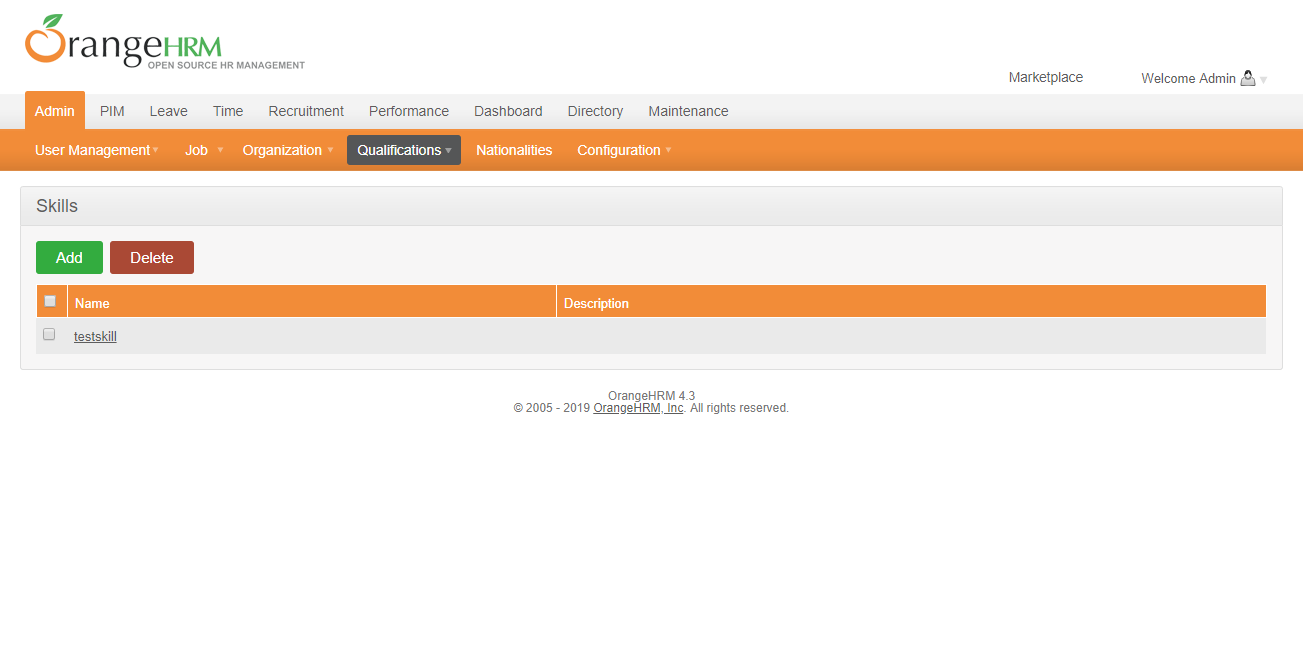 OrangeHRM
OPEN SOURCE HR MANAGEMENT
Marketplace Welcome Admin
Admin PIM Leave Time Recruitment Performance Dashboard Directory Maintenance
User Management Job Organization Qualifications Nationalities Configuration
Skills
Add Delete
Name Description
testskill
OrangeHRM 4.3
© 2005 - 2019 OrangeHRM, Inc. All rights reserved.